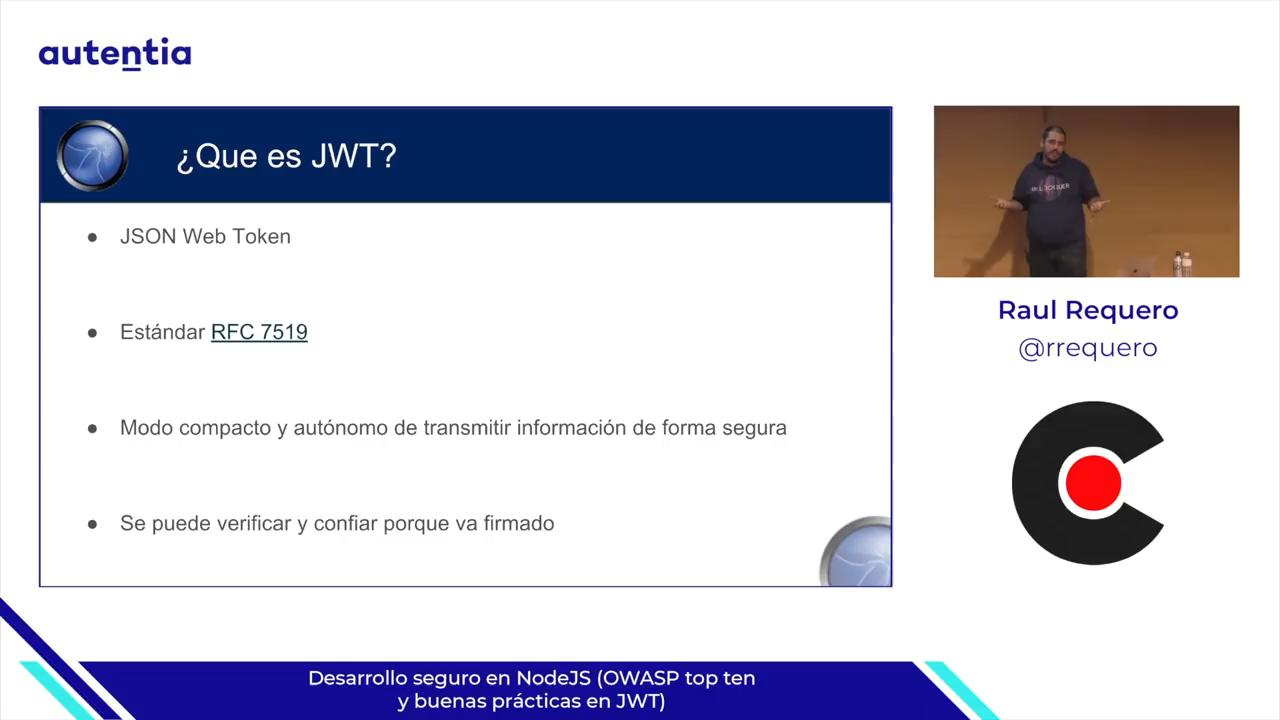 autentia
¿Que es JWT?
● JSON Web Token
● Estándar RFC 7519
● Modo compacto y autónomo de transmitir información de forma segura
● Se puede verificar y confiar porque va firmado
Raul Requero
@rrequero
Desarrollo seguro en NodeJS (OWASP top ten
y buenas prácticas en JWT)